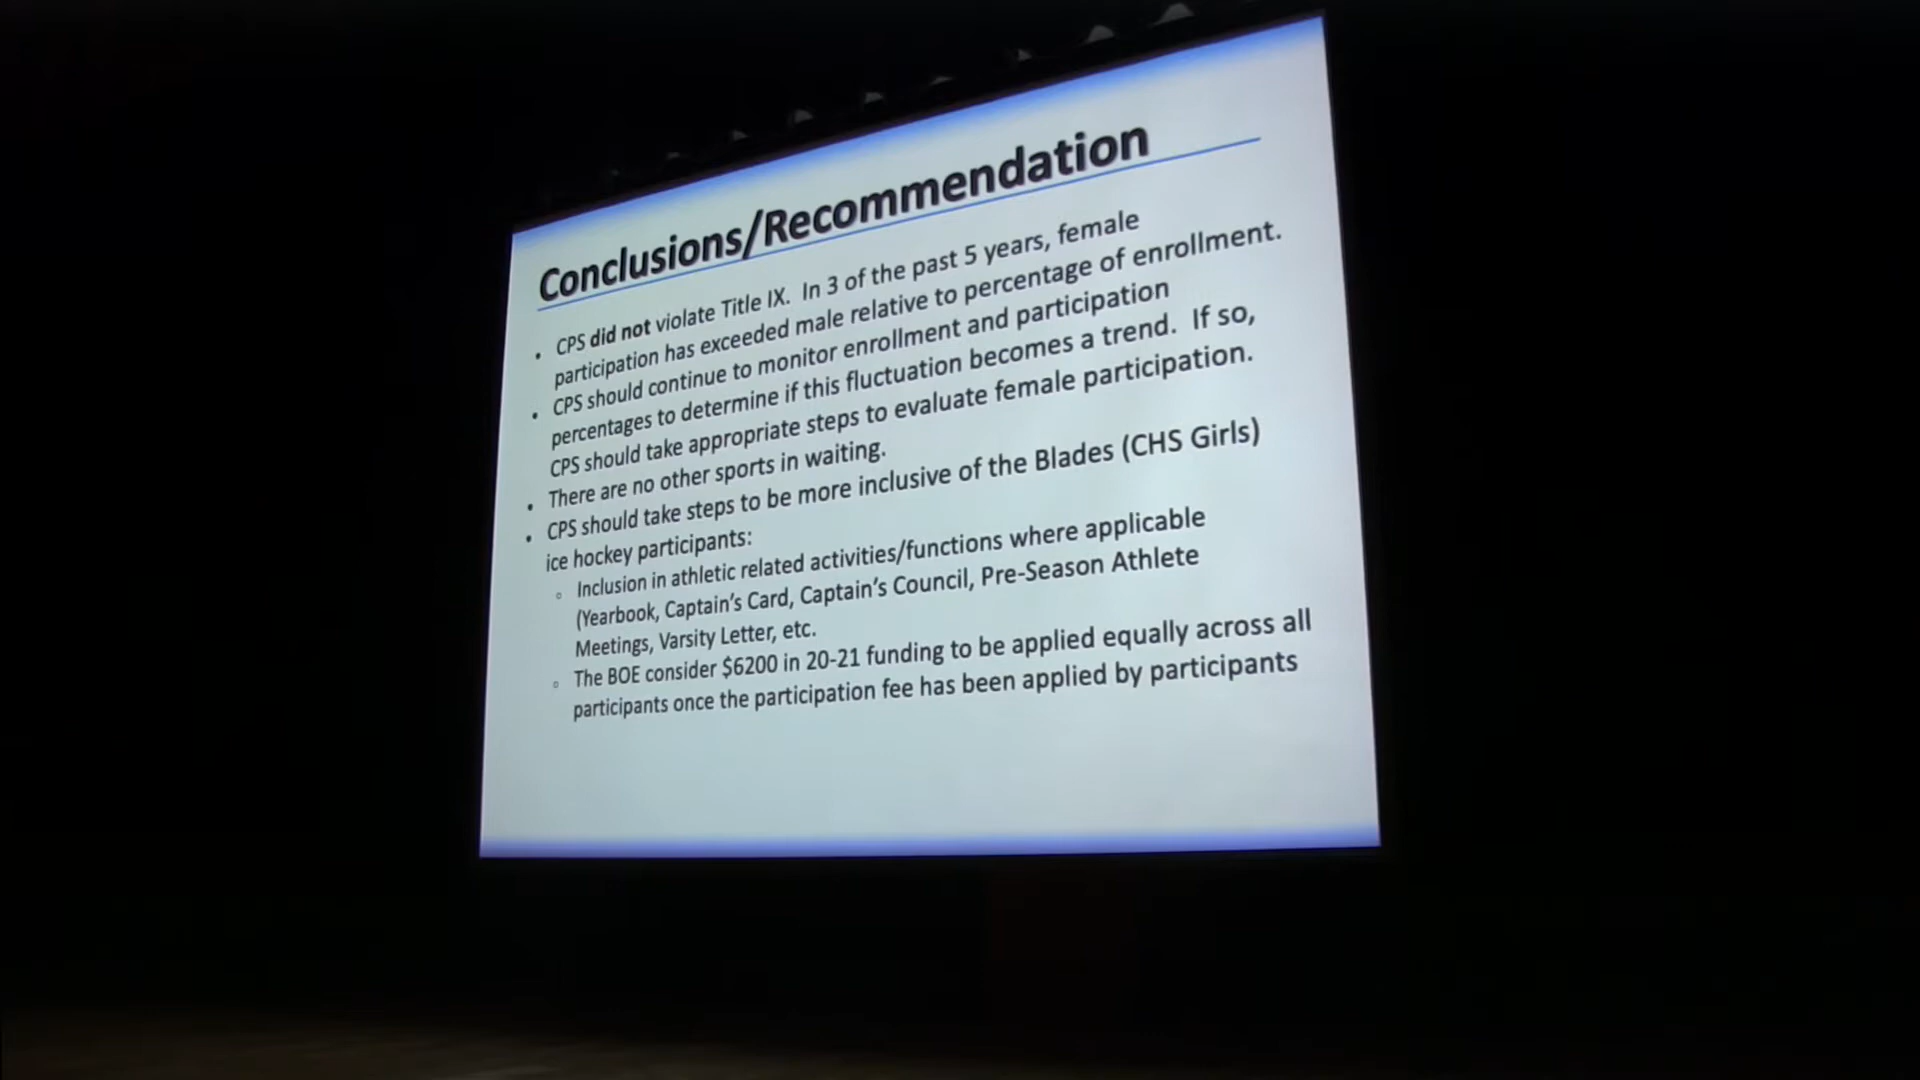 Conclusions/Recommendation
• CPS did not violate Title IX. In 3 of the past 5 years, female
participation has exceeded male relative to percentage of enrollment.
• CPS should continue to monitor enrollment and participation
percentages to determine if this fluctuation becomes a trend. If so,
CPS should take appropriate steps to evaluate female participation.
• There are no other sports in waiting.
• CPS should take steps to be more inclusive of the Blades (CHS Girls)
ice hockey participants:
◦ Inclusion in athletic related activities/functions where applicable
(Yearbook, Captain's Card, Captain's Council, Pre-Season Athlete
Meetings, Varsity Letter, etc.
◦ The BOE consider $6200 in 20-21 funding to be applied equally across all
participants once the participation fee has been applied by participants